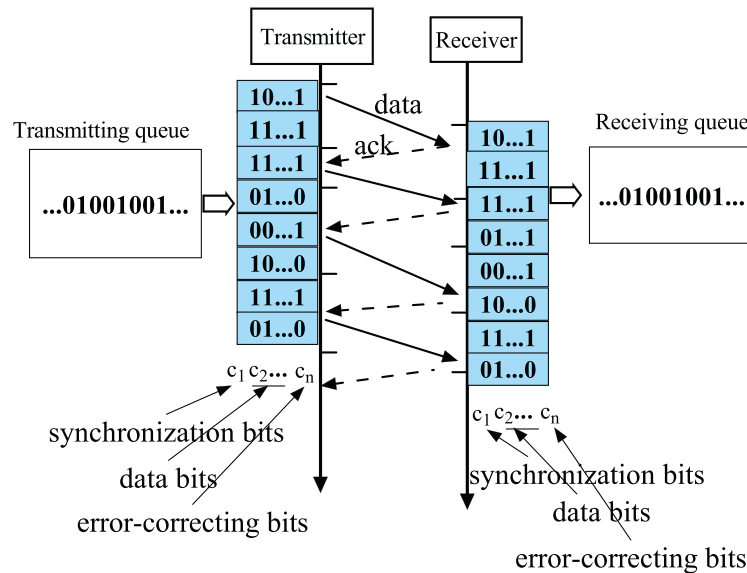 Transmitter
Receiver
data
ack
Transmitting queue
...01001001...
10...1
11...1
11...1
01...0
00...1
10...0
11...1
01...0
10...1
11...1
11...1
01...1
00...1
10...0
11...1
01...0
Receiving queue
...01001001...
c1 c2... cn
synchronization bits
data bits
error-correcting bits
c1 c2... cn
synchronization bits
data bits
error-correcting bits